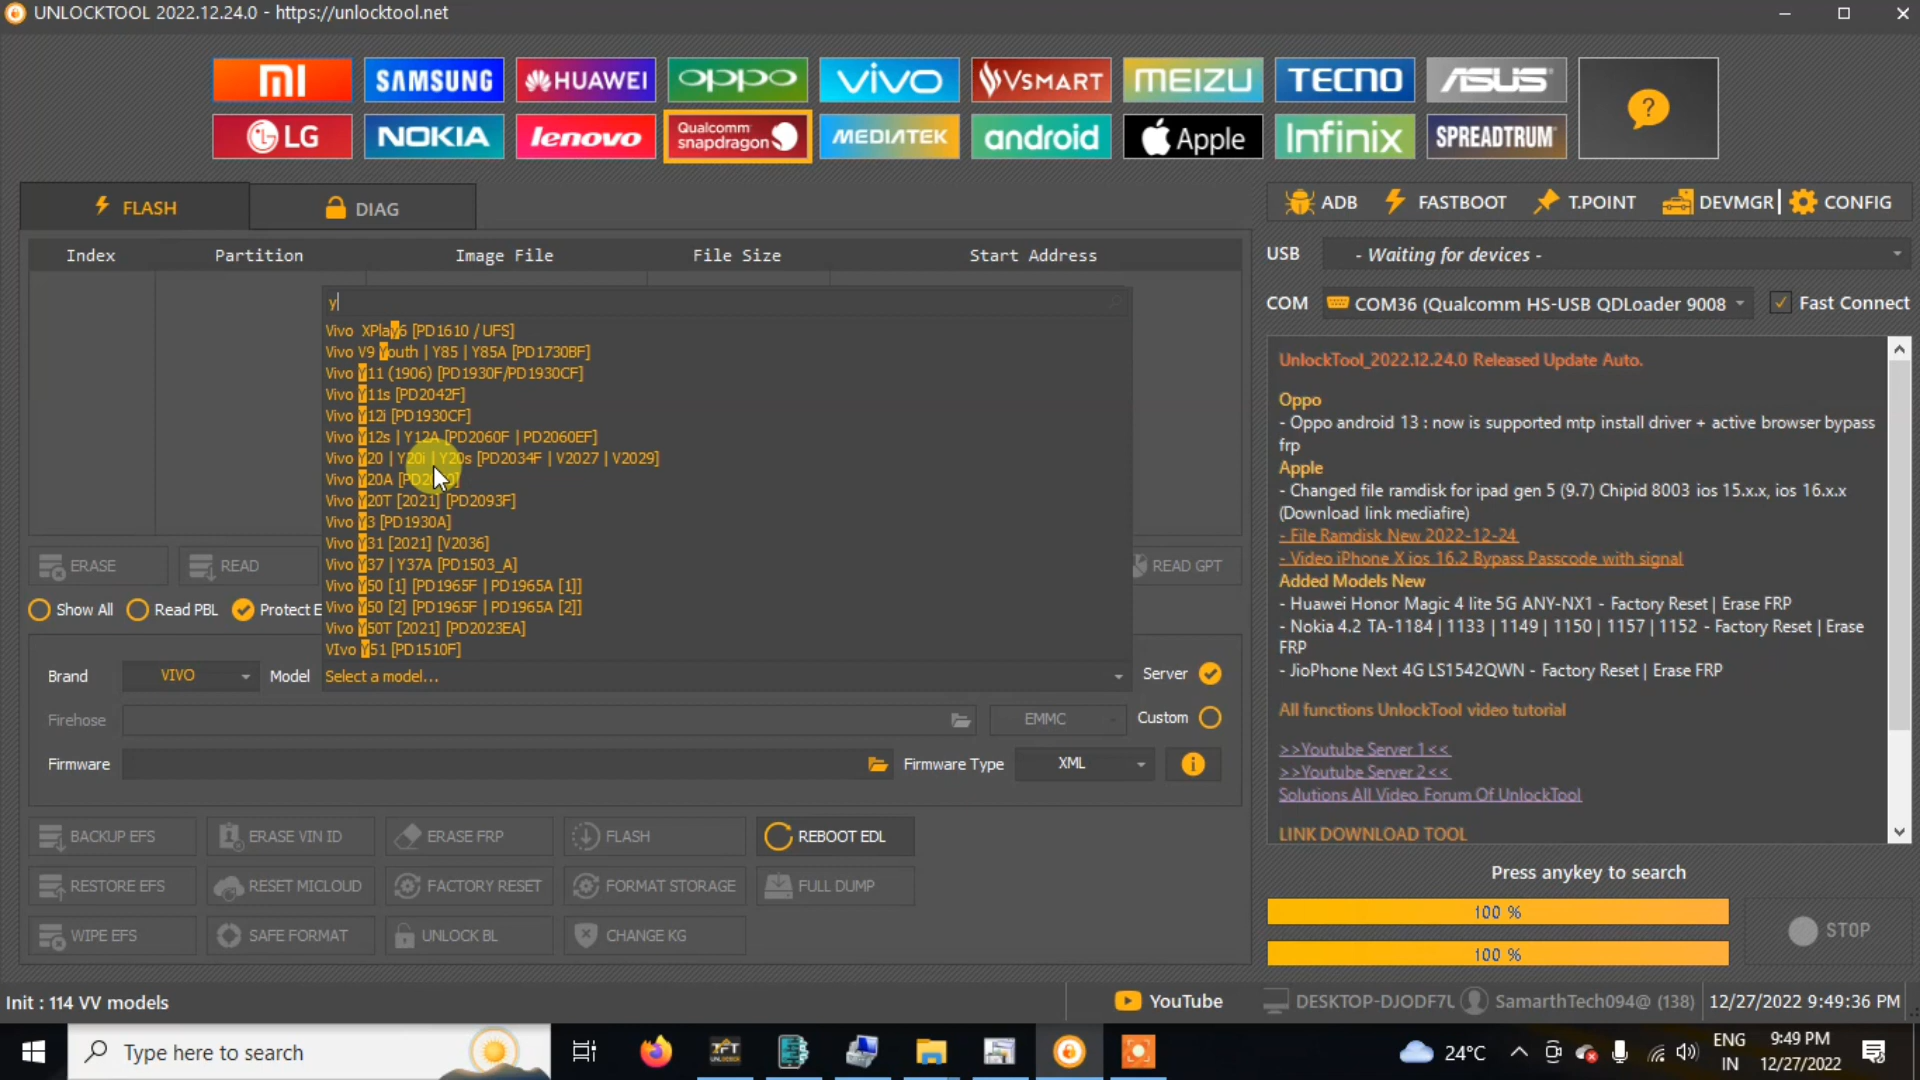 UNLOCKTOOL 2022.12.24.0 - https://unlocktool.net
MI SAMSUNG HUAWEI oppo vivo VSMART MEIZU TECNO ASUS
LG NOKIA lenovo Qualcomm snapdragon MEDIATEK android Apple Infinix SPREADTRUM
?
FLASH DIAG
ADB FASTBOOT T.POINT DEVMGR CONFIG
Index Partition Image File File Size Start Address
USB - Waiting for devices -
COM COM36 (Qualcomm HS-USB QDLoader 9008 Fast Connect
y
Vivo XPlay6 [PD1610 / UFS]
Vivo V9 Youth | Y85 | Y85A [PD1730BF]
Vivo Y11 (1906) [PD1930F/PD1930CF]
Vivo Y11s [PD2042F]
Vivo Y12i [PD1930CF]
Vivo Y12s | Y12A [PD2060F | PD2060EF]
Vivo Y20 | Y20i | Y20s [PD2034F | V2027 | V2029]
Vivo Y20A
Vivo Y20T [2021] [PD2093F]
Vivo Y3 [PD1930A]
Vivo Y31 [2021] [V2036]
Vivo Y37 | Y37A [PD1503_A]
Vivo Y50 [1] [PD1965F | PD1965A [1]]
Vivo Y50 [2] [PD1965F | PD1965A [2]]
Vivo Y50T [2021] [PD2023EA]
VIvo Y51 [PD1510F]
ERASE READ READ GPT
Show All Read PBL Protect E
Brand VIVO Model Select a model... Server
Firehose EMMC Custom
Firmware Firmware Type XML i
BACKUP EFS ERASE VIN ID ERASE FRP FLASH REBOOT EDL
RESTORE EFS RESET MICLOUD FACTORY RESET FORMAT STORAGE FULL DUMP
WIPE EFS SAFE FORMAT UNLOCK BL CHANGE KG
UnlockTool_2022.12.24.0 Released Update Auto.
Oppo
- Oppo android 13 : now is supported mtp install driver + active browser bypass
frp
Apple
- Changed file ramdisk for ipad gen 5 (9.7) Chipid 8003 ios 15.x.x, ios 16.x.x
(Download link mediafire)
- File Ramdisk New 2022-12-24
- Video iPhone X ios 16.2 Bypass Passcode with signal
Added Models New
- Huawei Honor Magic 4 lite 5G ANY-NX1 - Factory Reset | Erase FRP
- Nokia 4.2 TA-1184 | 1133 | 1149 | 1150 | 1157 | 1152 - Factory Reset | Erase
FRP
- JioPhone Next 4G LS1542QWN - Factory Reset | Erase FRP
All functions UnlockTool video tutorial
>>Youtube Server 1<<
>>Youtube Server 2<<
Solutions All Video Forum Of UnlockTool
LINK DOWNLOAD TOOL
Press anykey to search
100 %
100 %
STOP
Init : 114 VV models
YouTube DESKTOP-DJODF7L SamarthTech094@ (138) 12/27/2022 9:49:36 PM
Type here to search
24°C
ENG
IN
9:49 PM
12/27/2022